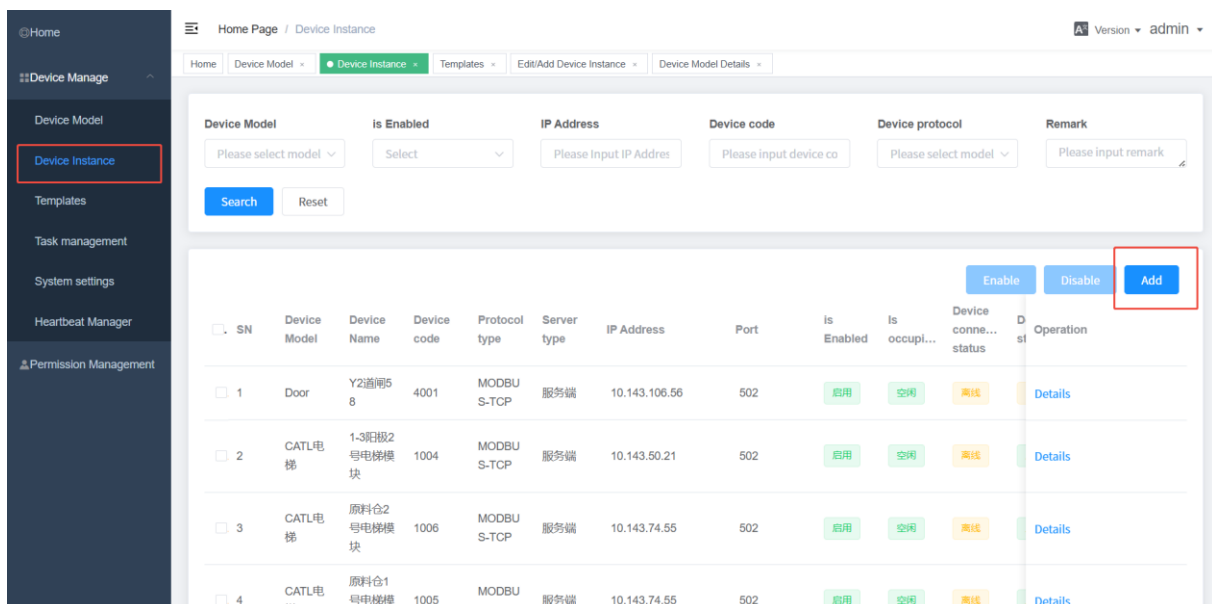 Home
Home Page / Device Instance
Version
admin
Device Manage
Home
Device Model ×
Device Instance ×
Templates ×
Edit/Add Device Instance ×
Device Model Details ×
Device Model
Device Instance
Templates
Task management
System settings
Heartbeat Manager
Permission Management
Device Model
is Enabled
IP Address
Device code
Device protocol
Remark
Please select model
Select
Please Input IP Addres
Please input device co
Please select model
Please input remark
Search
Reset
Enable
Disable
Add
SN
Device
Model
Device
Name
Device
code
Protocol
type
Server
type
IP Address
Port
is
Enabled
Is
occupi...
Device
conne...
status
Operation
1
Door
Y2道闸5
8
4001
MODBU
S-TCP
服务端
10.143.106.56
502
启用
空闲
离线
Details
2
CATL电
梯
1-3阳极2
号电梯模
块
1004
MODBU
S-TCP
服务端
10.143.50.21
502
启用
空闲
离线
Details
3
CATL电
梯
原料仓2
号电梯模
块
1006
MODBU
S-TCP
服务端
10.143.74.55
502
启用
空闲
离线
Details
4
CATL电
原料仓1
号电梯模
1005
MODBU
服务端
10.143.74.55
502
启用
空闲
离线
Details